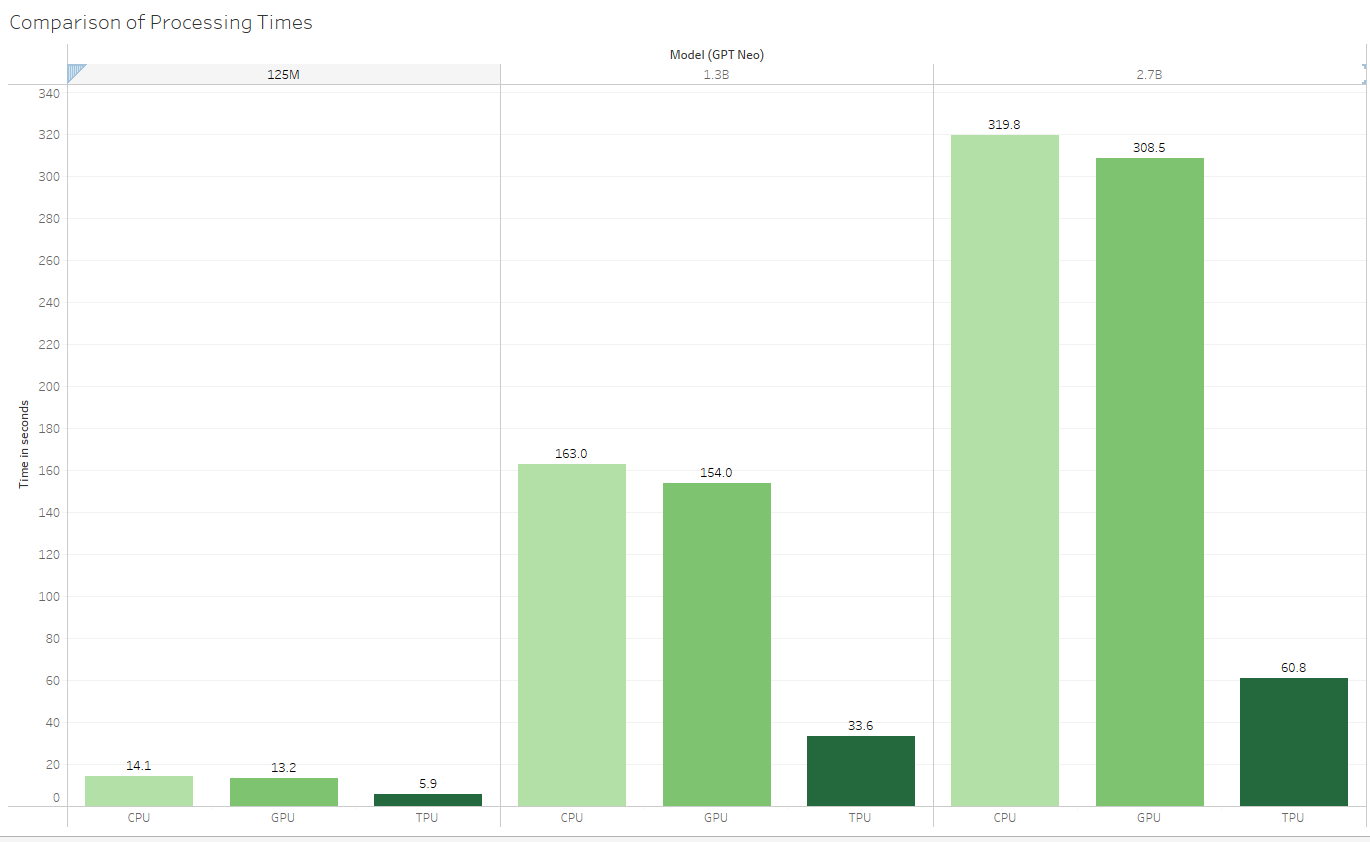 Comparison of Processing Times
Model (GPT Neo)
125M
1.3B
2.7B
Time in seconds
340
320
300
280
260
240
220
200
180
160
140
120
100
80
60
40
20
0
14.1
13.2
5.9
163.0
154.0
33.6
319.8
308.5
60.8
CPU
GPU
TPU
CPU
GPU
TPU
CPU
GPU
TPU